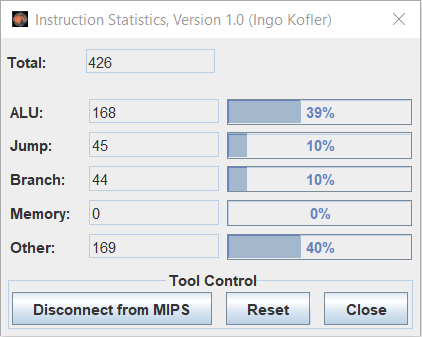 Instruction Statistics, Version 1.0 (Ingo Kofler)
Total: 426
ALU: 168 39%
Jump: 45 10%
Branch: 44 10%
Memory: 0 0%
Other: 169 40%
Tool Control
Disconnect from MIPS Reset Close